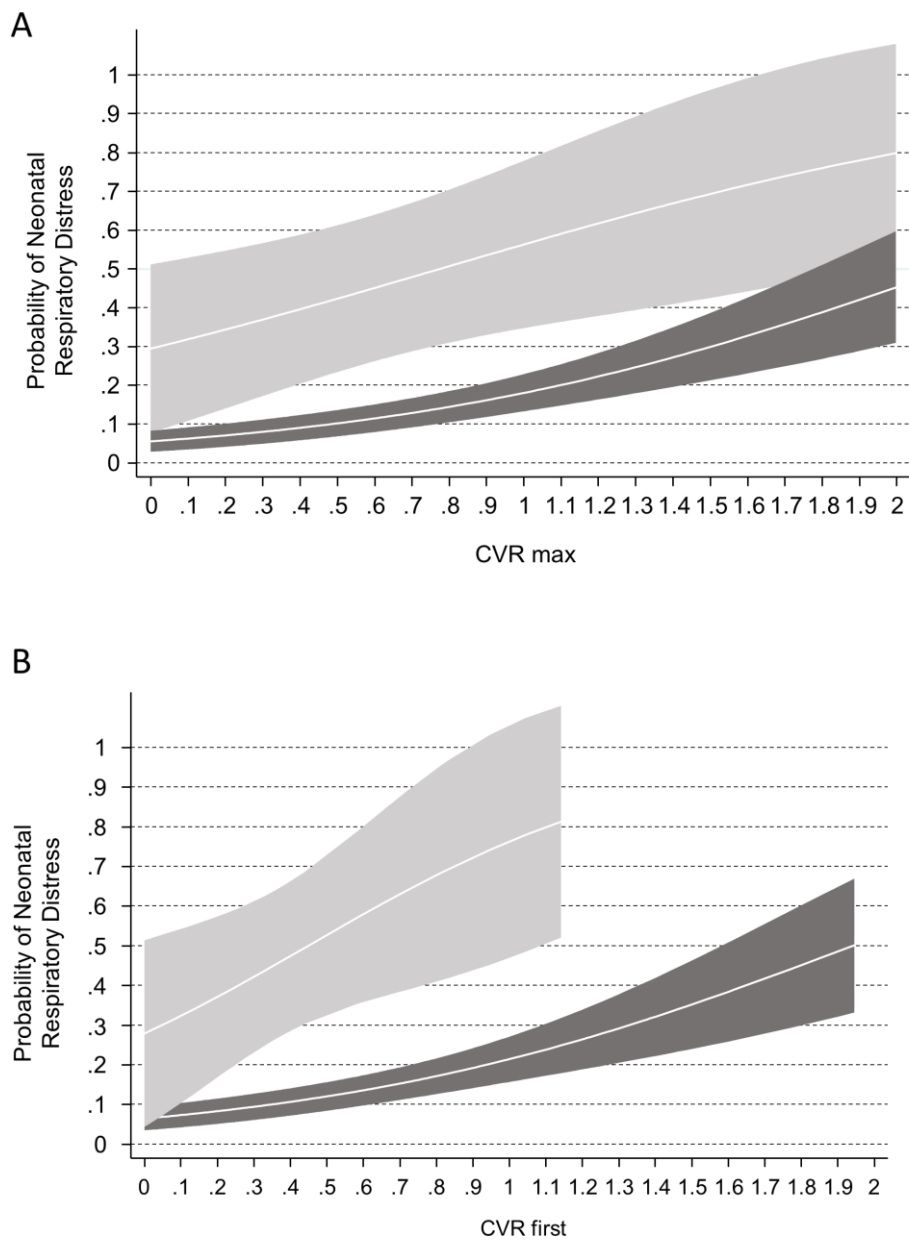 A
1
.9
.8
.7
.6
.5
.4
.3
.2
.1
0
Probability of Neonatal
Respiratory Distress
0 .1 .2 .3 .4 .5 .6 .7 .8 .9 1 1.1 1.2 1.3 1.4 1.5 1.6 1.7 1.8 1.9 2
CVR max
B
1
.9
.8
.7
.6
.5
.4
.3
.2
.1
0
Probability of Neonatal
Respiratory Distress
0 .1 .2 .3 .4 .5 .6 .7 .8 .9 1 1.1 1.2 1.3 1.4 1.5 1.6 1.7 1.8 1.9 2
CVR first